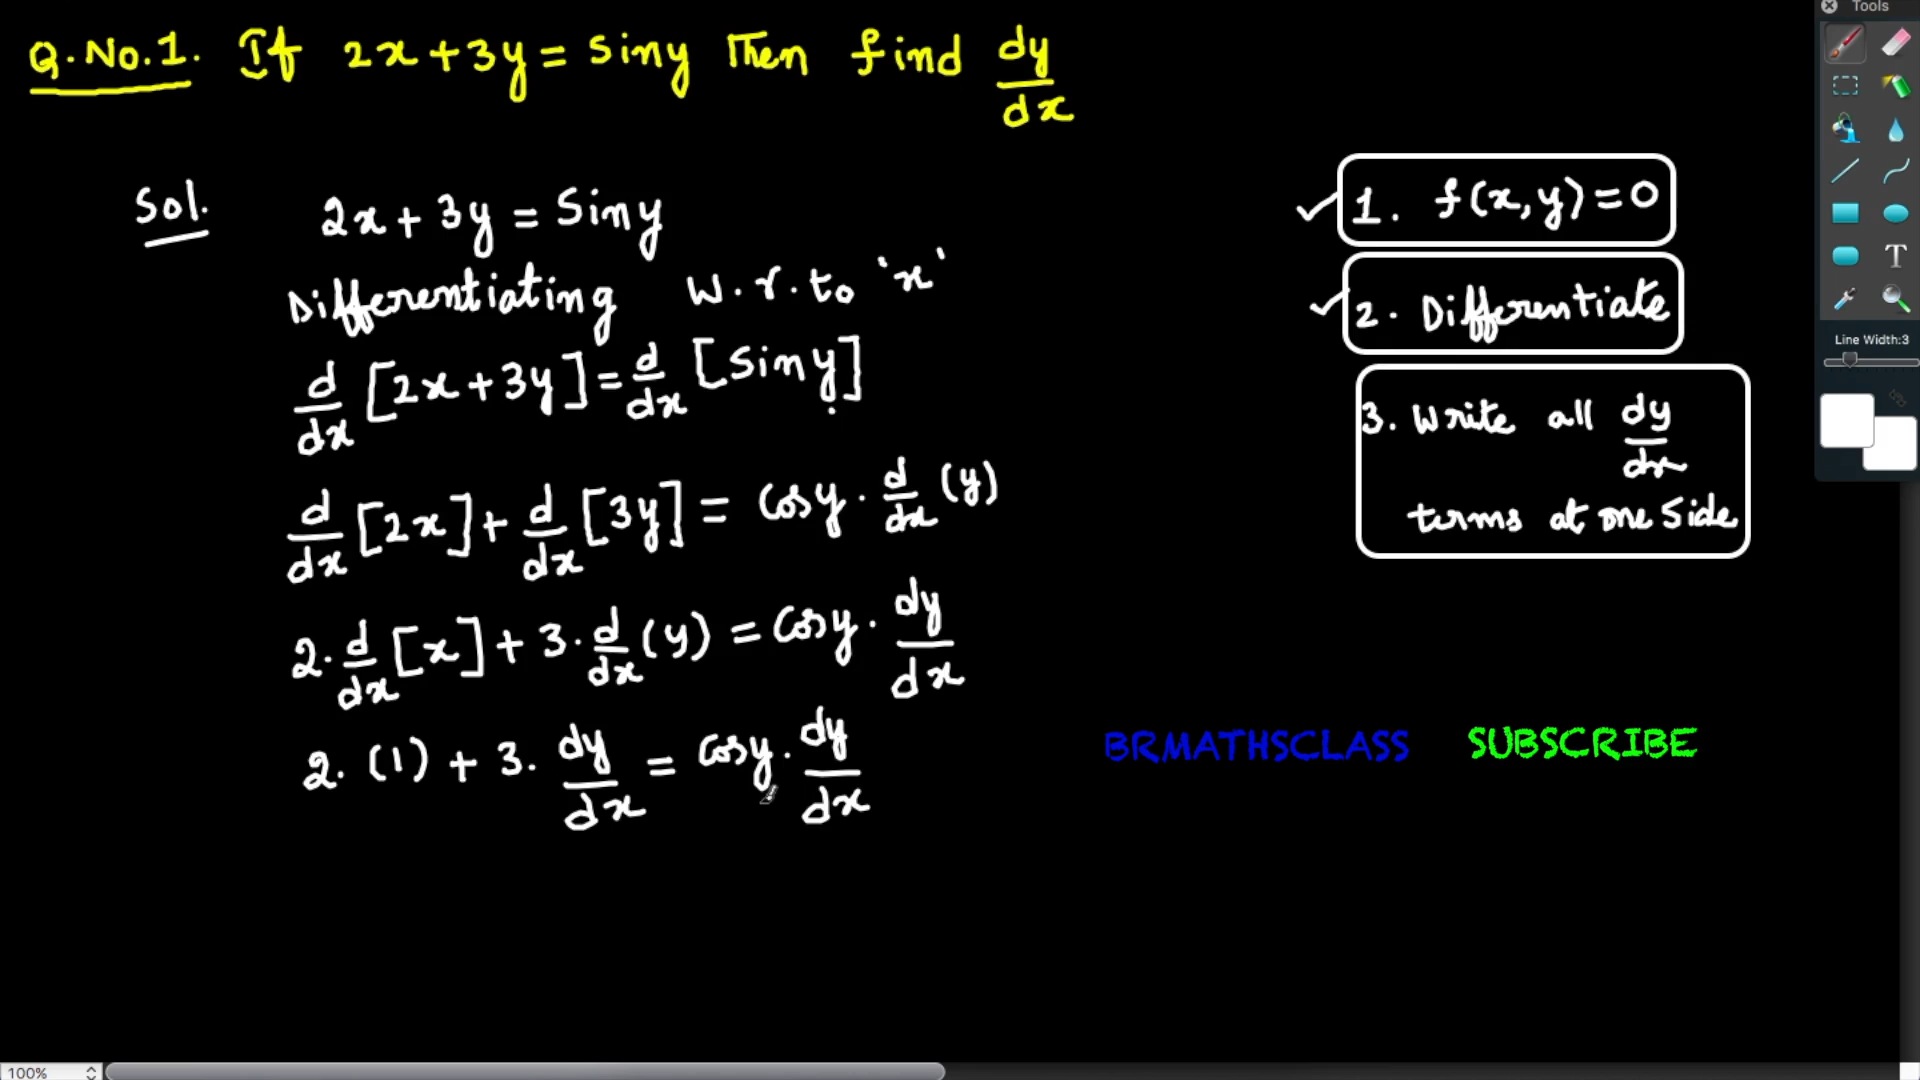 Q.No.1. If 2x+3y=Siny Then find dy/dx
Sol. 2x+3y=Siny
Differentiating w.r.to 'x'
d/dx [2x+3y]=d/dx [Siny]
d/dx [2x]+d/dx [3y]=Cosy·d/dx (y)
2·d/dx [x]+3·d/dx (y)=Cosy·dy/dx
2·(1)+3·dy/dx=Cosy·dy/dx
✓1. f(x,y)=0
✓2. Differentiate
3. Write all dy/dx
terms at one side
BRMATHSCLASS SUBSCRIBE
Tools
T
Line Width:3
100%